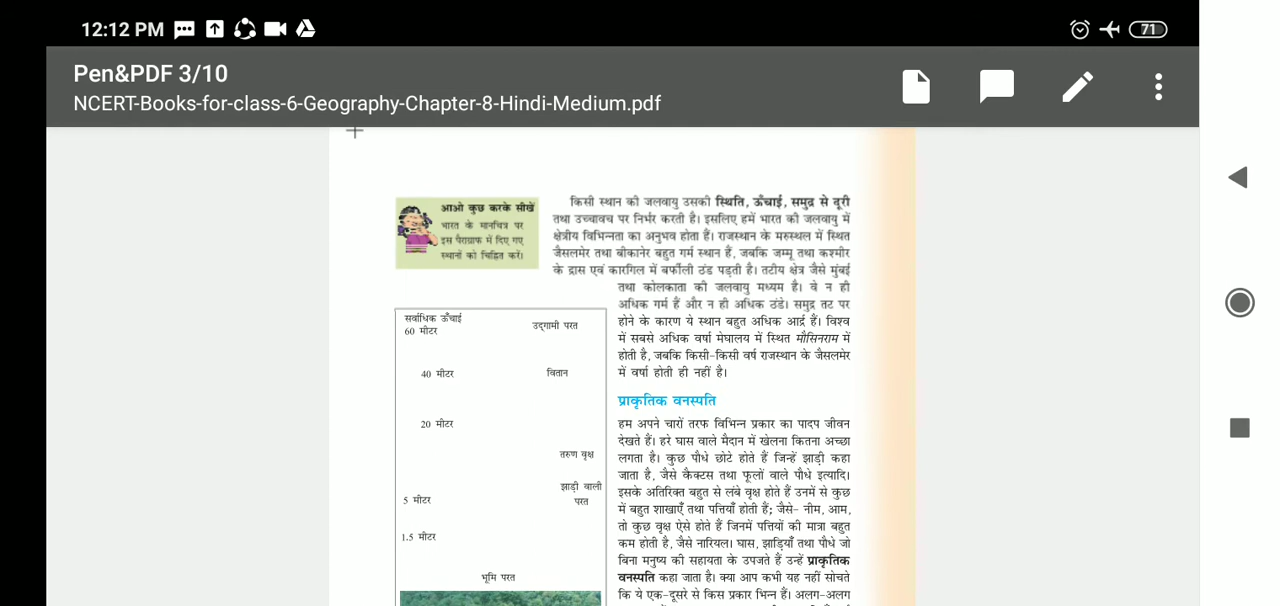 12:12 PM
71
Pen&PDF 3/10
NCERT-Books-for-class-6-Geography-Chapter-8-Hindi-Medium.pdf
आओ कुछ करके सीखें
भारत के मानचित्र पर
इस पैराग्राफ में दिए गए
स्थानों को चिह्नित करें।
किसी स्थान की जलवायु उसकी स्थिति, ऊँचाई, समुद्र से दूरी
तथा उच्चावच पर निर्भर करती है। इसलिए हमें भारत की जलवायु में
क्षेत्रीय विभिन्नता का अनुभव होता हैं। राजस्थान के मरुस्थल में स्थित
जैसलमेर तथा बीकानेर बहुत गर्म स्थान हैं, जबकि जम्मू तथा कश्मीर
के द्रास एवं कारगिल में बर्फीली ठंड पड़ती है। तटीय क्षेत्र जैसे मुंबई
तथा कोलकाता की जलवायु मध्यम है। वे न ही
अधिक गर्म हैं और न ही अधिक ठंडे। समुद्र तट पर
होने के कारण ये स्थान बहुत अधिक आर्द्र हैं। विश्व
में सबसे अधिक वर्षा मेघालय में स्थित मौसिनराम में
होती है, जबकि किसी-किसी वर्ष राजस्थान के जैसलमेर
में वर्षा होती ही नहीं है।
सर्वाधिक ऊँचाई
60 मीटर
उद्गामी परत
40 मीटर
वितान
20 मीटर
तरुण वृक्ष
झाड़ी वाली
परत
5 मीटर
1.5 मीटर
भूमि परत
प्राकृतिक वनस्पति
हम अपने चारों तरफ विभिन्न प्रकार का पादप जीवन
देखते हैं। हरे घास वाले मैदान में खेलना कितना अच्छा
लगता है। कुछ पौधे छोटे होते हैं जिन्हें झाड़ी कहा
जाता है, जैसे कैक्टस तथा फूलों वाले पौधे इत्यादि।
इसके अतिरिक्त बहुत से लंबे वृक्ष होते हैं उनमें से कुछ
में बहुत शाखाएँ तथा पत्तियाँ होती हैं; जैसे- नीम, आम,
तो कुछ वृक्ष ऐसे होते हैं जिनमें पत्तियों की मात्रा बहुत
कम होती है, जैसे नारियल। घास, झाड़ियाँ तथा पौधे जो
बिना मनुष्य की सहायता के उपजते हैं उन्हें प्राकृतिक
वनस्पति कहा जाता है। क्या आप कभी यह नहीं सोचते
कि ये एक-दूसरे से किस प्रकार भिन्न हैं। अलग-अलग